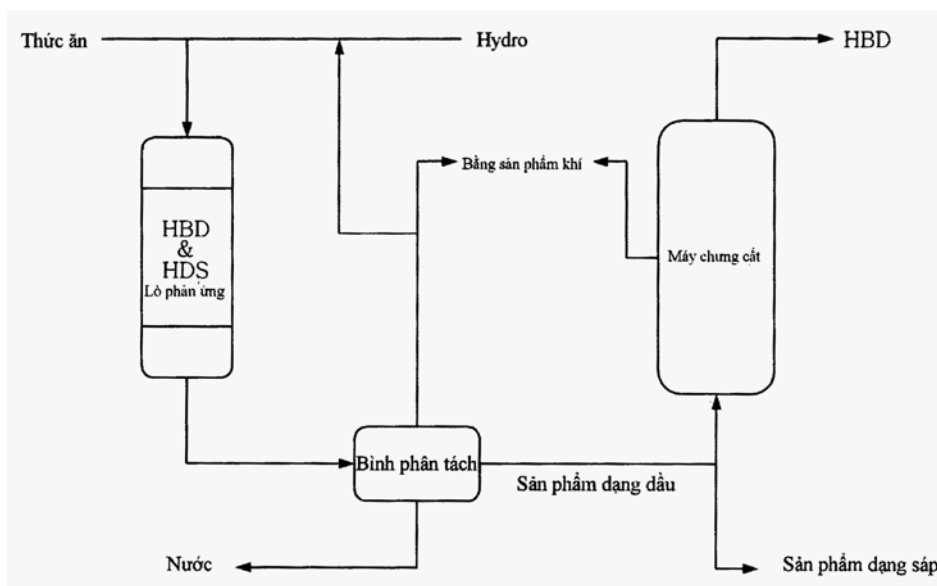 Thức ăn
Hydro
HBD
Bằng sản phẩm khí
HBD
&
HDS
Lò phản ứng
Máy chưng cất
Bình phân tách
Sản phẩm dạng dầu
Nước
Sản phẩm dạng sáp